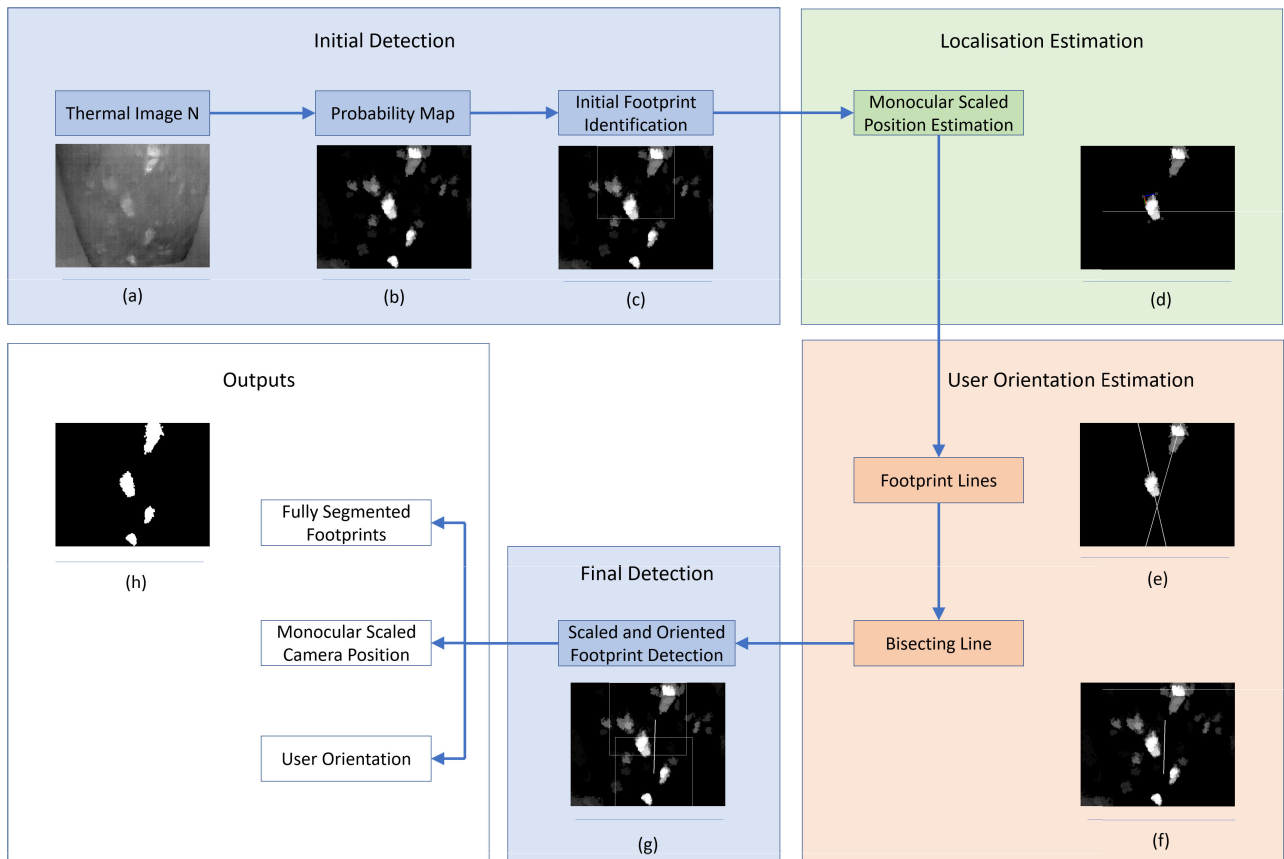 Initial Detection
Thermal Image N
Probability Map
Initial Footprint
Identification
(a)
(b)
(c)
Localisation Estimation
Monocular Scaled
Position Estimation
(d)
User Orientation Estimation
Footprint Lines
(e)
Bisecting Line
(f)
Final Detection
Scaled and Oriented
Footprint Detection
(g)
Outputs
(h)
Fully Segmented
Footprints
Monocular Scaled
Camera Position
User Orientation